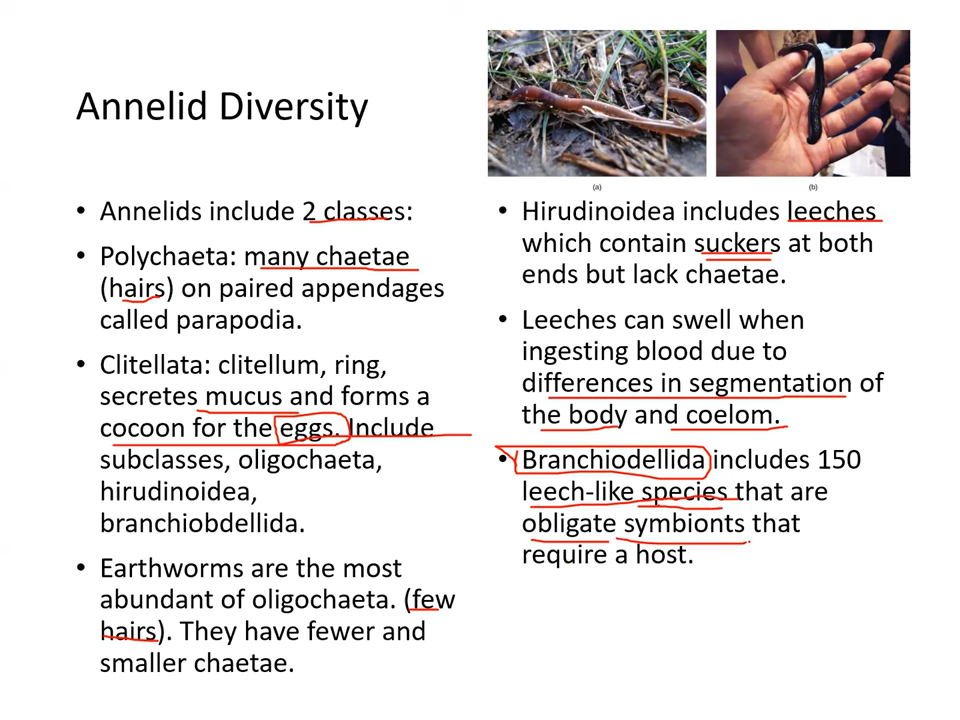 Annelid Diversity
(a)
(b)
• Annelids include 2 classes:
• Polychaeta: many chaetae
(hairs) on paired appendages
called parapodia.
• Clitellata: clitellum, ring,
secretes mucus and forms a
cocoon for the eggs. Include
subclasses, oligochaeta,
hirudinoidea,
branchiobdellida.
• Earthworms are the most
abundant of oligochaeta. (few
hairs). They have fewer and
smaller chaetae.
• Hirudinoidea includes leeches
which contain suckers at both
ends but lack chaetae.
• Leeches can swell when
ingesting blood due to
differences in segmentation of
the body and coelom.
• Branchiodellida includes 150
leech-like species that are
obligate symbionts that
require a host.